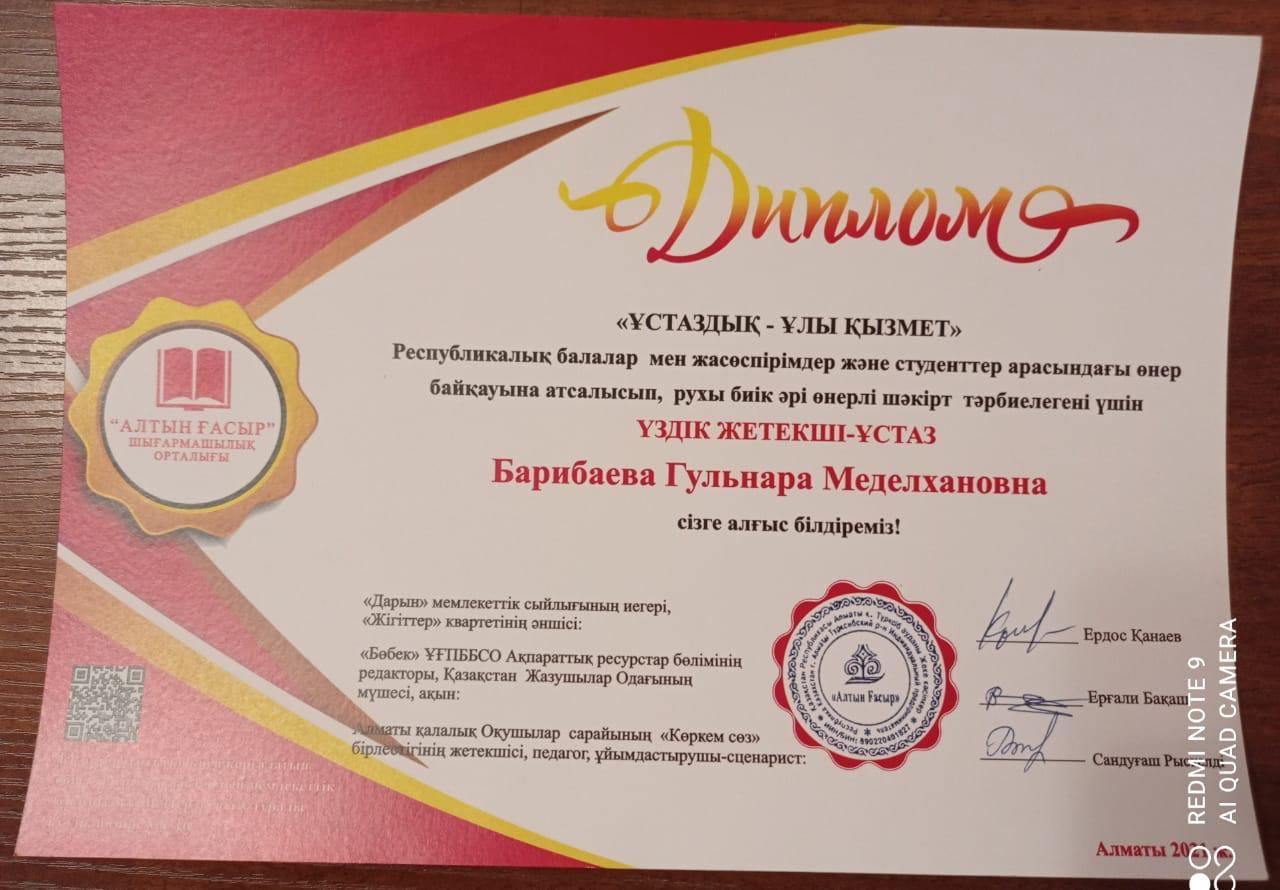 Диплом
«ҰСТАЗДЫҚ - ҰЛЫ ҚЫЗМЕТ»
Республикалық балалар мен жасөспірімдер және студенттер арасындағы өнер
байқауына атсалысып, рухы биік әрі өнерлі шәкірт тәрбиелегені үшін
ҮЗДІК ЖЕТЕКШІ-ҰСТАЗ
Барибаева Гульнара Меделхановна
сізге алғыс білдіреміз!
“АЛТЫН ҒАСЫР”
ШЫҒАРМАШЫЛЫҚ
ОРТАЛЫҒЫ
«Дарын» мемлекеттік сыйлығының иегері,
«Жігіттер» квартетінің әншісі:
Ердос Қанаев
«Бөбек» ҰҒПББСО Ақпараттық ресурстар бөлімінің
редакторы, Қазақстан Жазушылар Одағының
мүшесі, ақын:
Ерғали Бақаш
Алматы қалалық Оқушылар сарайының «Көркем сөз»
бірлестігінің жетекшісі, педагог, ұйымдастырушы-сценарист:
Сандуғаш
«Алтын Ғасыр»
Алматы
REDMI NOTE 9
AI QUAD CAMERA